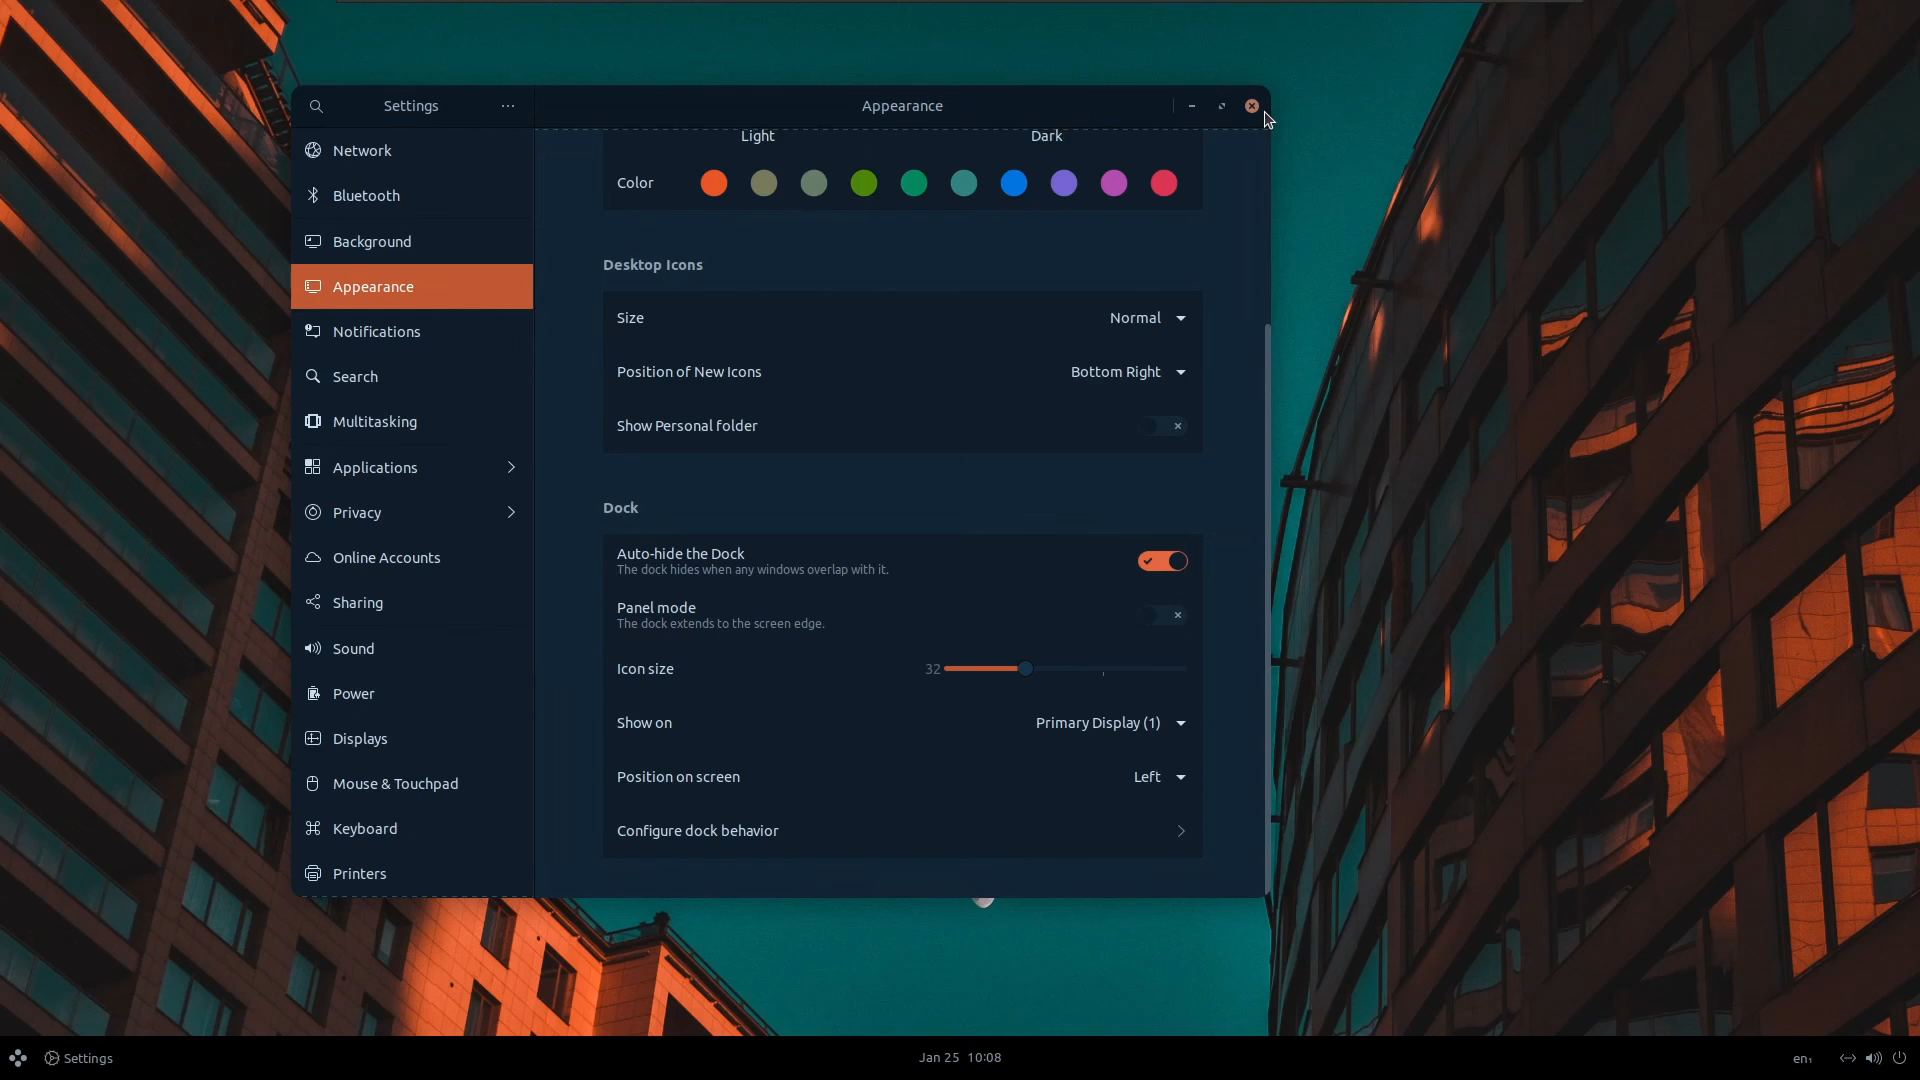 Settings
Appearance
Network
Bluetooth
Background
Appearance
Notifications
Search
Multitasking
Applications
Privacy
Online Accounts
Sharing
Sound
Power
Displays
Mouse & Touchpad
Keyboard
Printers
Light Dark
Color
Desktop Icons
Size Normal
Position of New Icons Bottom Right
Show Personal folder
Dock
Auto-hide the Dock
The dock hides when any windows overlap with it.
Panel mode
The dock extends to the screen edge.
Icon size 32
Show on Primary Display (1)
Position on screen Left
Configure dock behavior
Settings
Jan 25 10:08
en₁